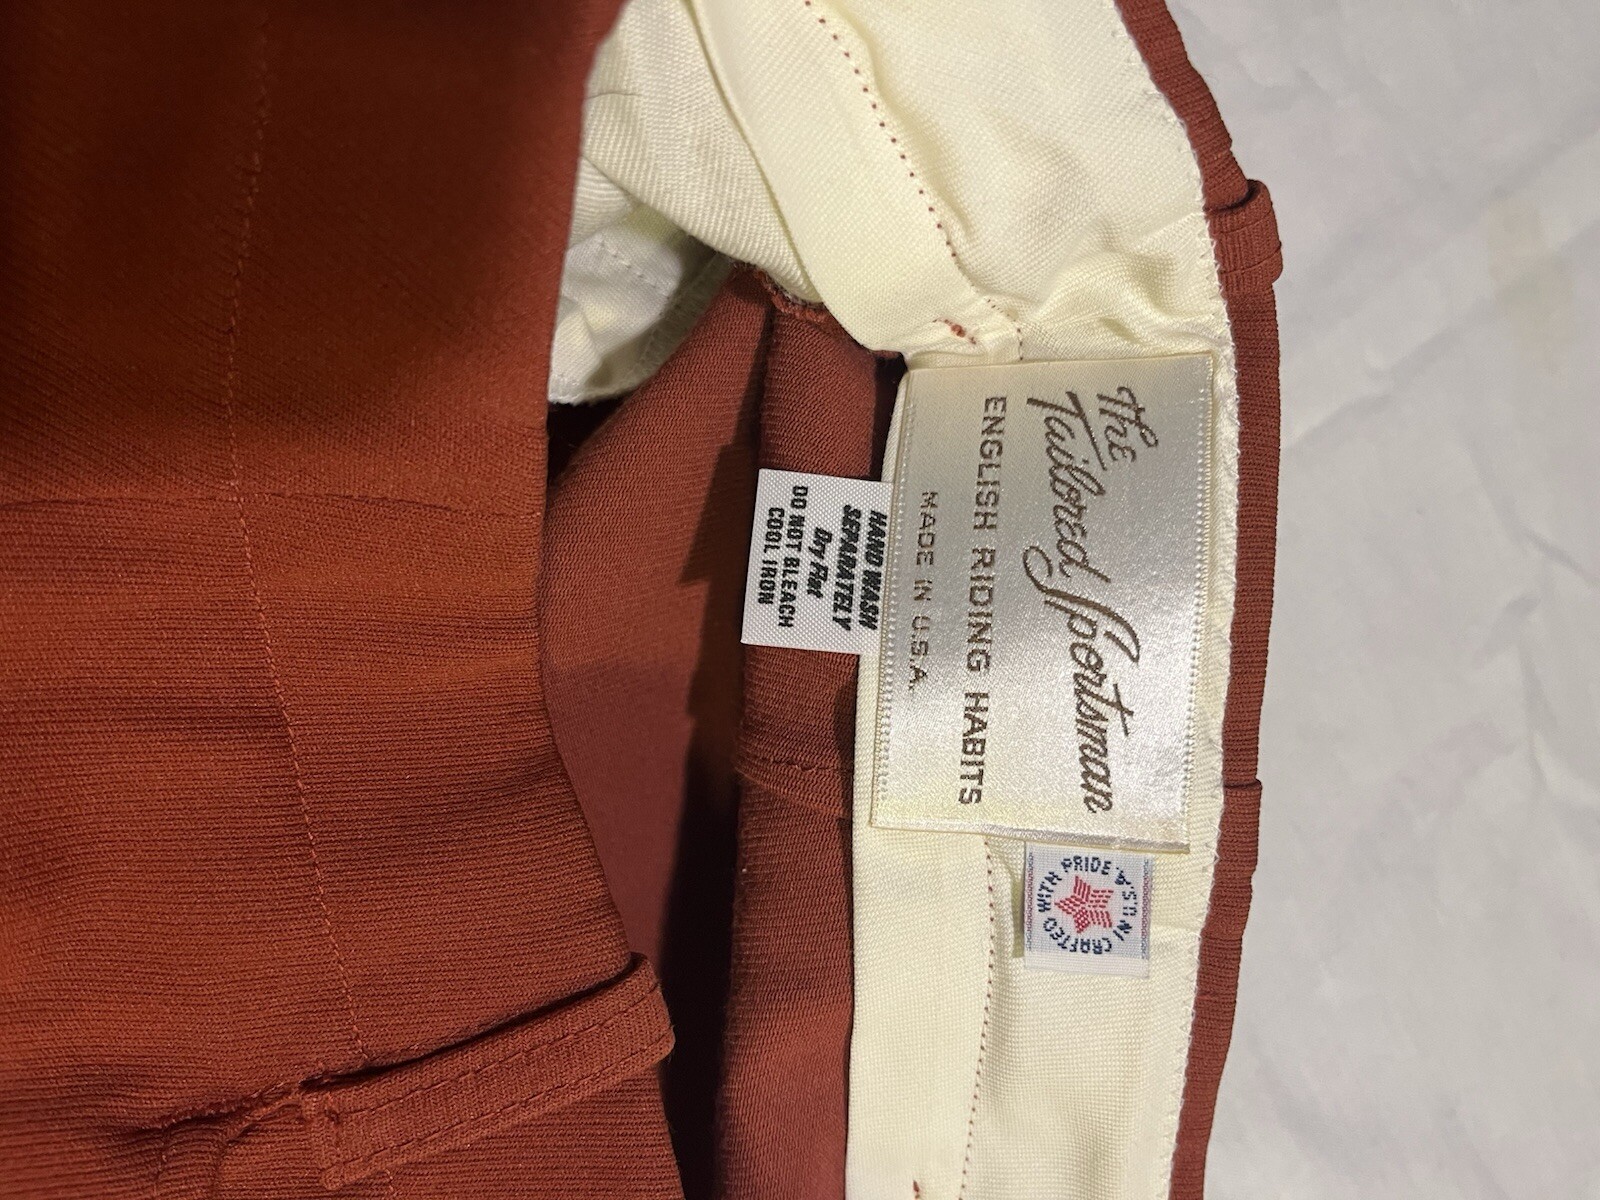 The
Tailored Sportsman
ENGLISH RIDING HABITS
MADE IN U.S.A.
HAND WASH
SEPARATELY
Dry Flat
DO NOT BLEACH
COOL IRON
CRAFTED WITH PRIDE IN U.S.A.